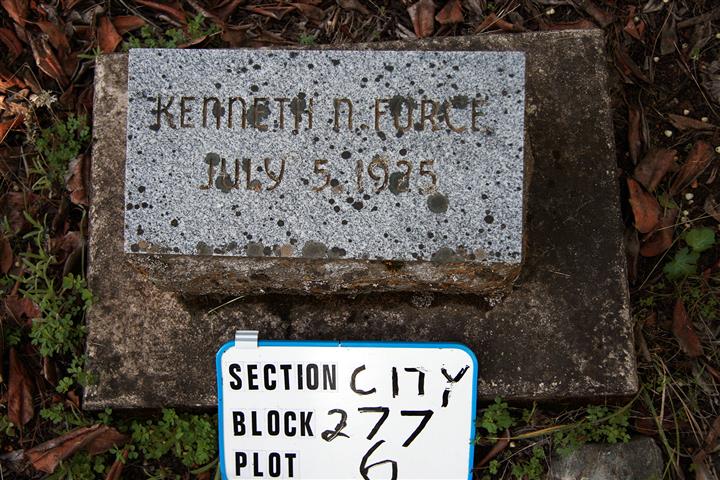 KENNETH N. FORCE
JULY 5, 1925
SECTION CITY
BLOCK 277
PLOT 6